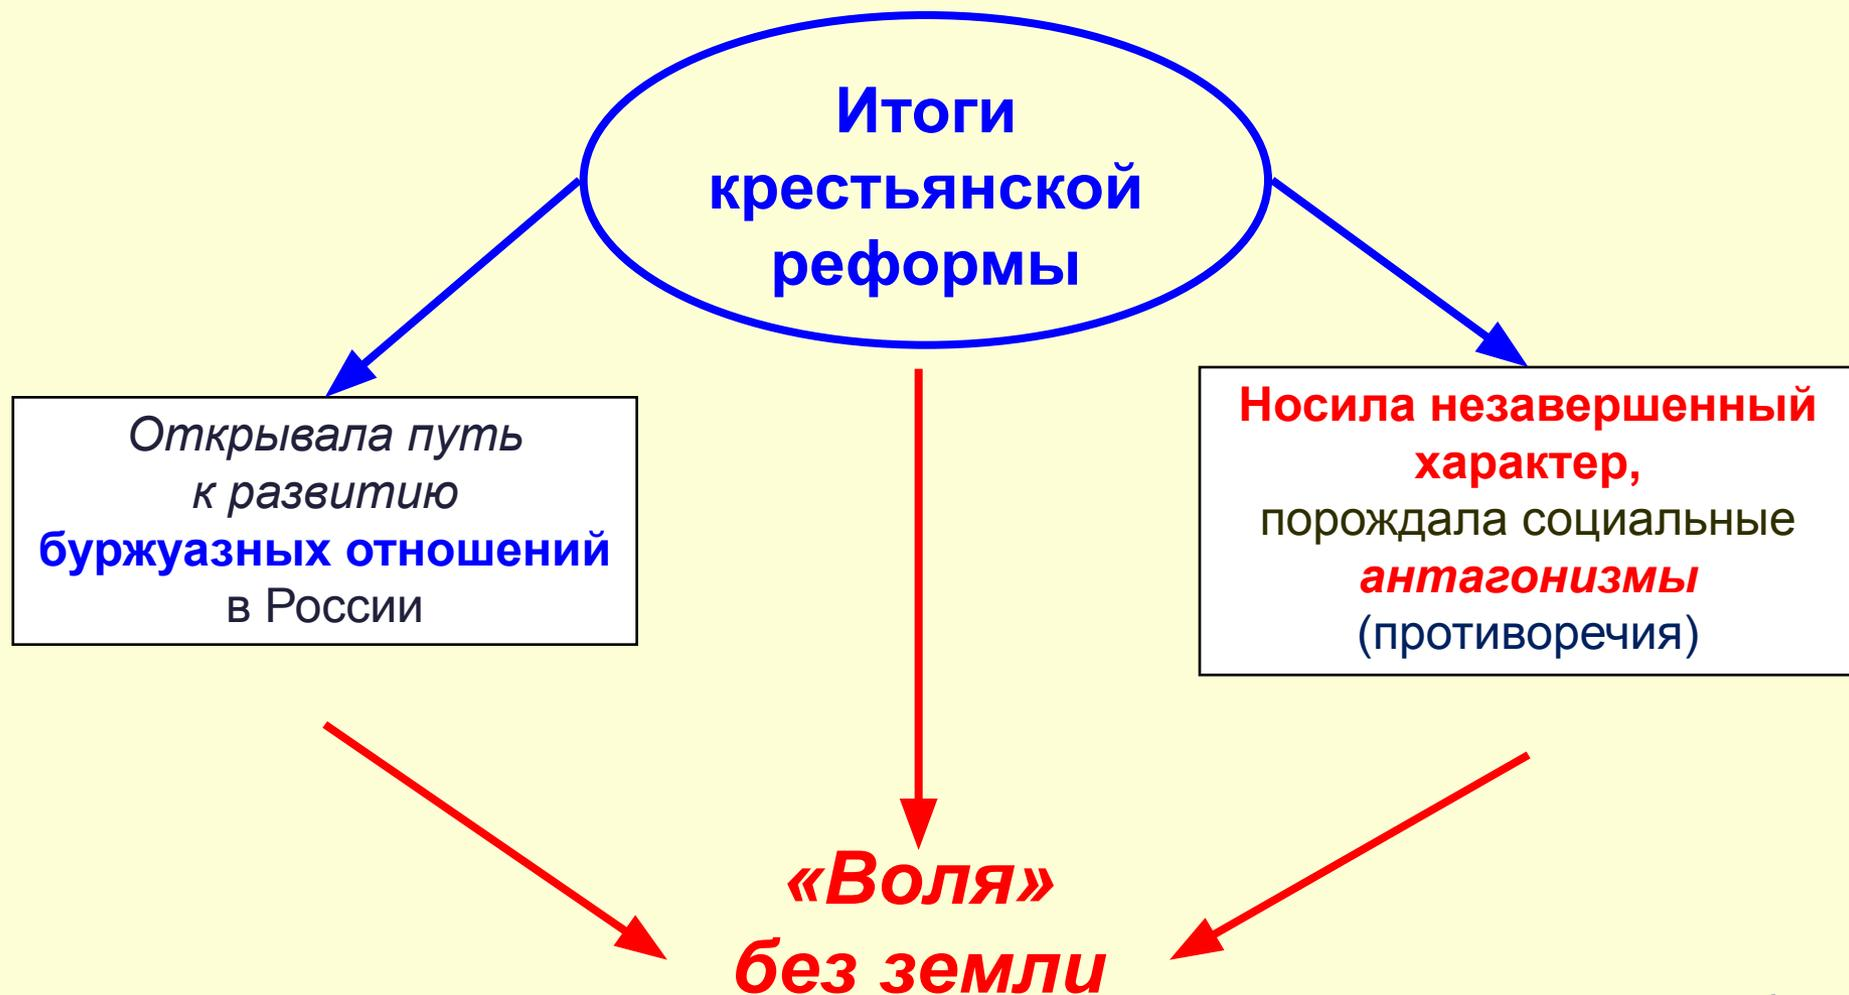 Итоги
крестьянской
реформы
Открывала путь
к развитию
буржуазных отношений
в России
Носила незавершенный
характер,
порождала социальные
антагонизмы
(противоречия)
«Воля»
без земли